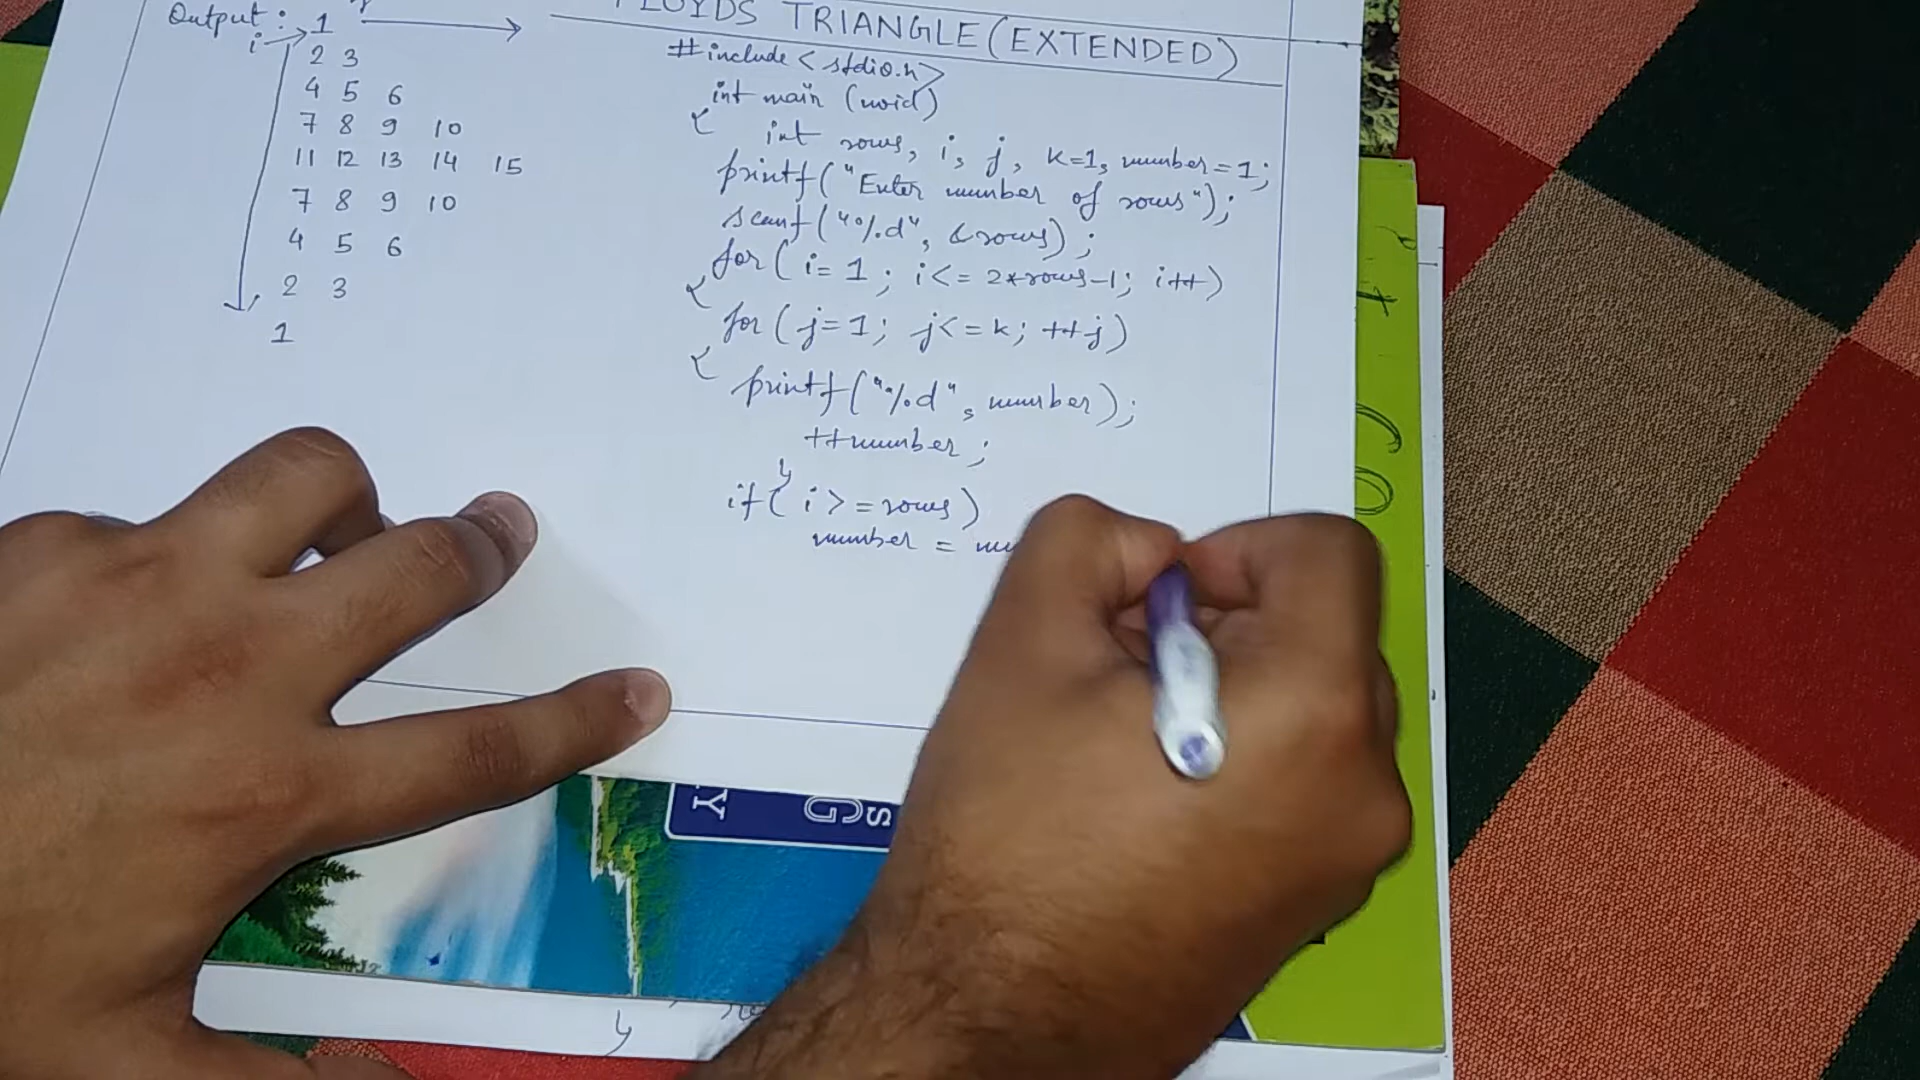 FLOYDS TRIANGLE (EXTENDED)
Output : 1
i
2 3
4 5 6
7 8 9 10
11 12 13 14 15
7 8 9 10
4 5 6
2 3
1
#include <stdio.h>
int main (void)
{
int rows, i, j, k=1, number=1;
printf("Enter number of rows");
scanf("%d", &rows);
for( i= 1 ; i<= 2*rows-1; i++)
{
for( j=1; j<=k; ++j)
{
printf("%d", number);
++number ;
}
if( i >= rows)
number =